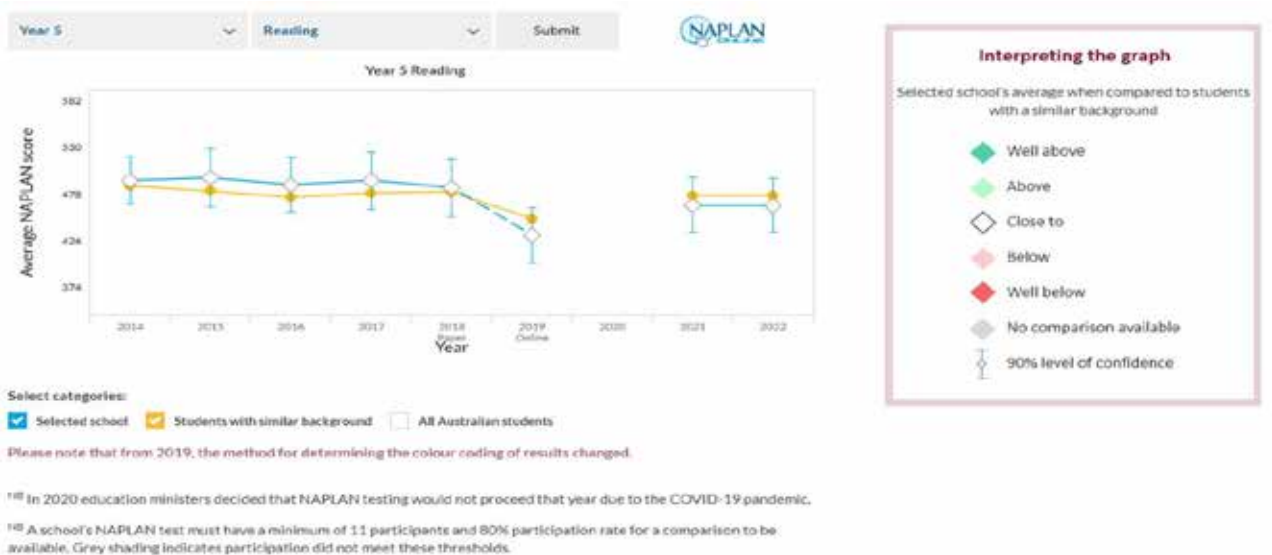 Year 5
Reading
Submit
NAPLAN
ONLINE
Year 5 Reading
Average NAPLAN score
582
530
478
426
374
2014
2015
2016
2017
2018
Paper
2019
Online
2020
2021
2022
Year
Interpreting the graph
Selected school's average when compared to students
with a similar background
Well above
Above
Close to
Below
Well below
No comparison available
90% level of confidence
Select categories:
Selected school
Students with similar background
All Australian students
Please note that from 2019, the method for determining the colour coding of results changed.
In 2020 education ministers decided that NAPLAN testing would not proceed that year due to the COVID-19 pandemic.
A school's NAPLAN test must have a minimum of 11 participants and 80% participation rate for a comparison to be
available. Grey shading indicates participation did not meet these thresholds.